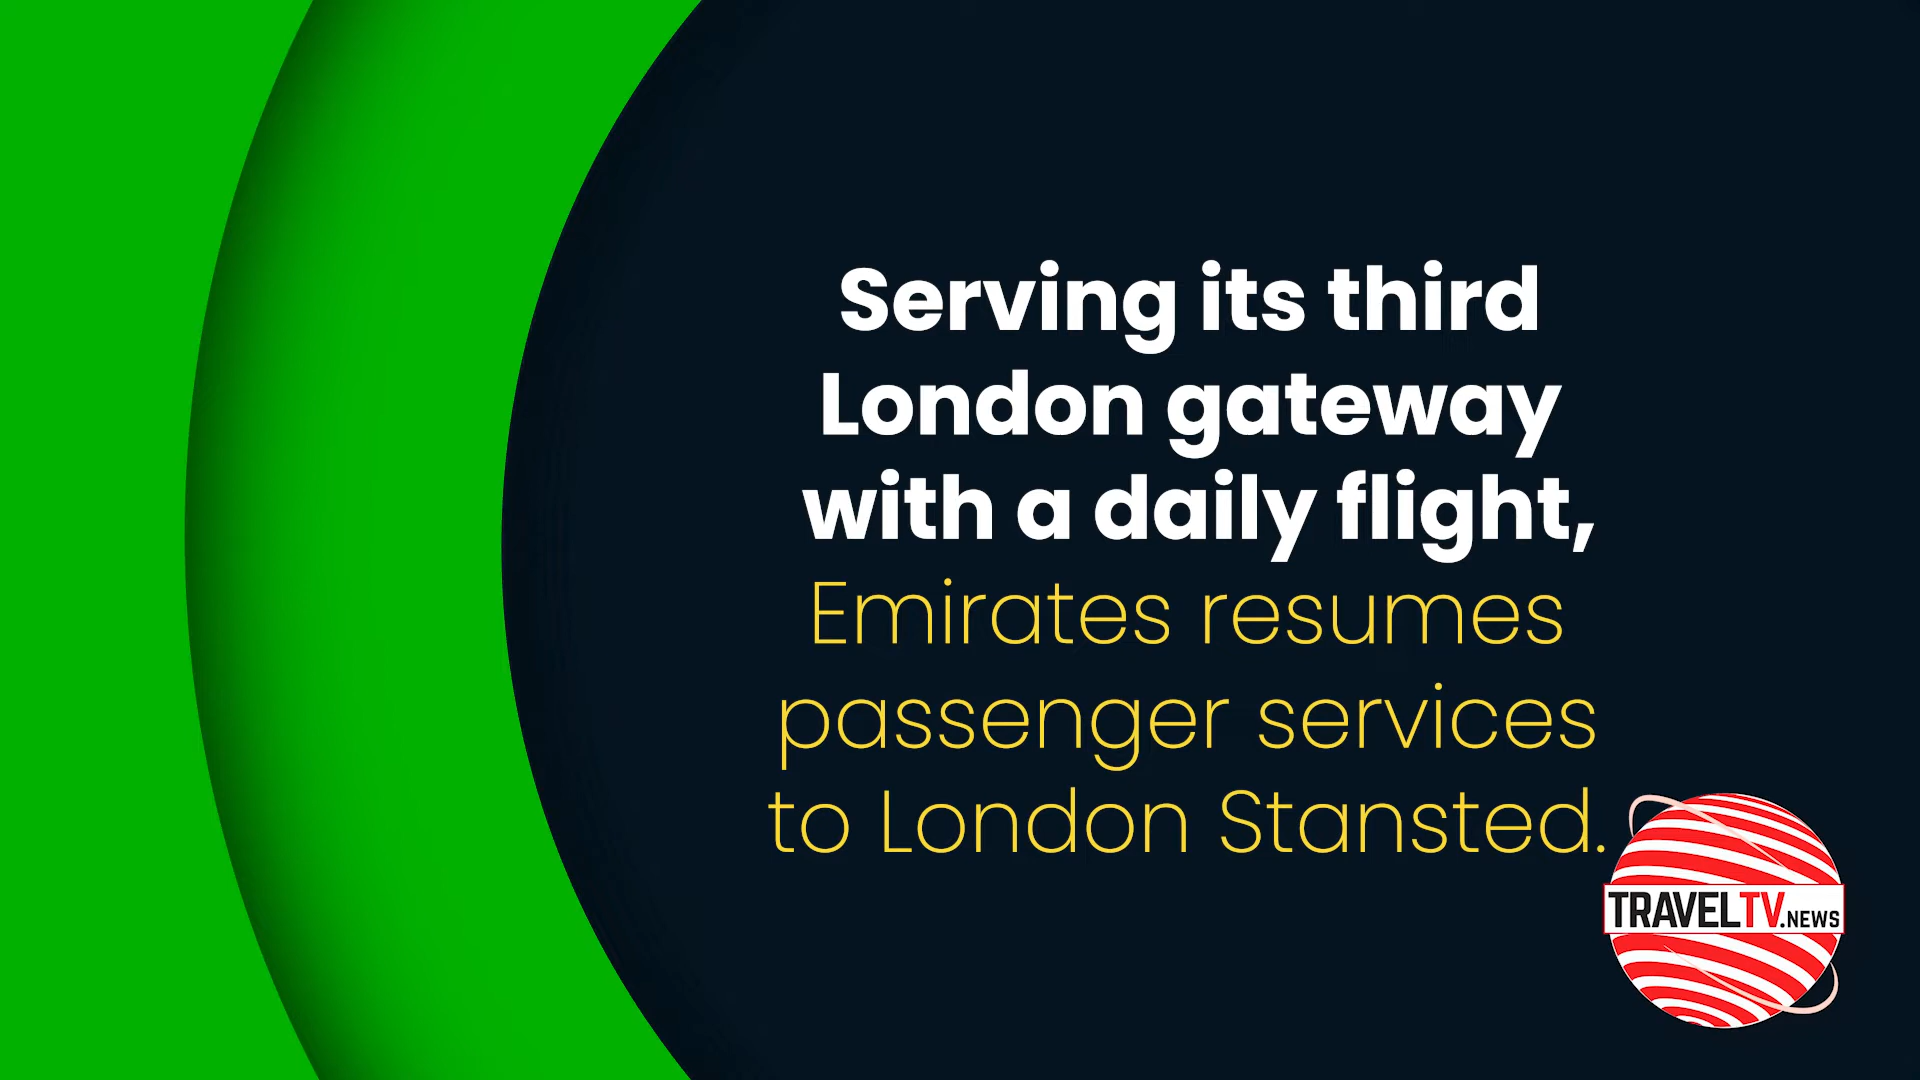 Serving its third
London gateway
with a daily flight,
Emirates resumes
passenger services
to London Stansted.
TRAVELTV.NEWS